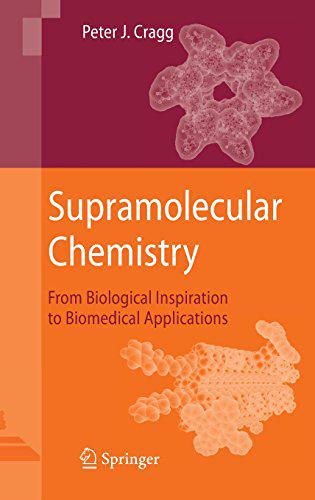 Peter J. Cragg
Supramolecular
Chemistry
From Biological Inspiration
to Biomedical Applications
Springer